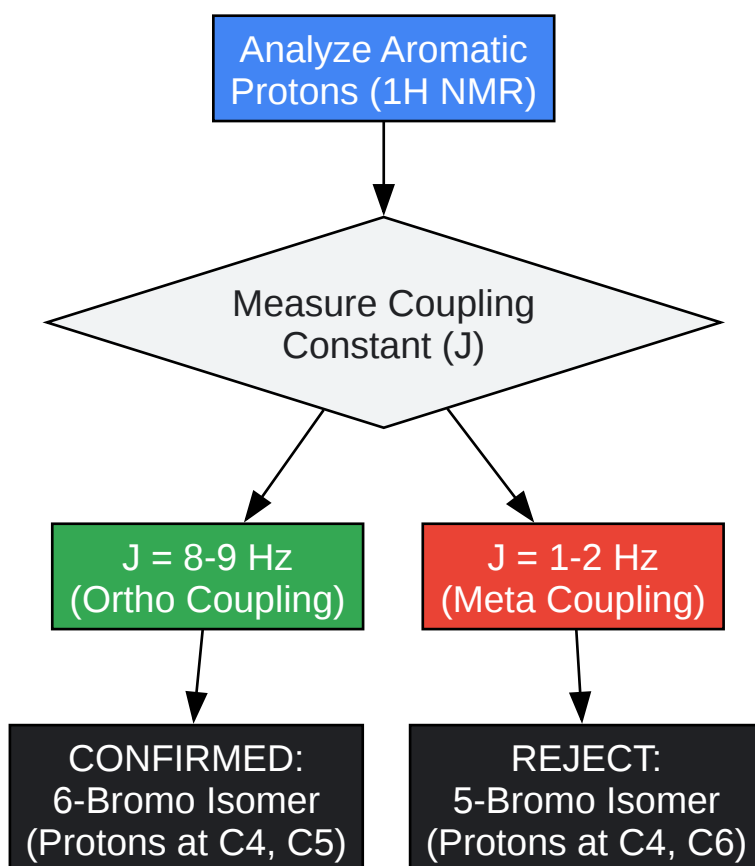 Analyze Aromatic
Protons (1H NMR)
Measure Coupling
Constant (J)
J = 8-9 Hz
(Ortho Coupling)
J = 1-2 Hz
(Meta Coupling)
CONFIRMED:
6-Bromo Isomer
(Protons at C4, C5)
REJECT:
5-Bromo Isomer
(Protons at C4, C6)